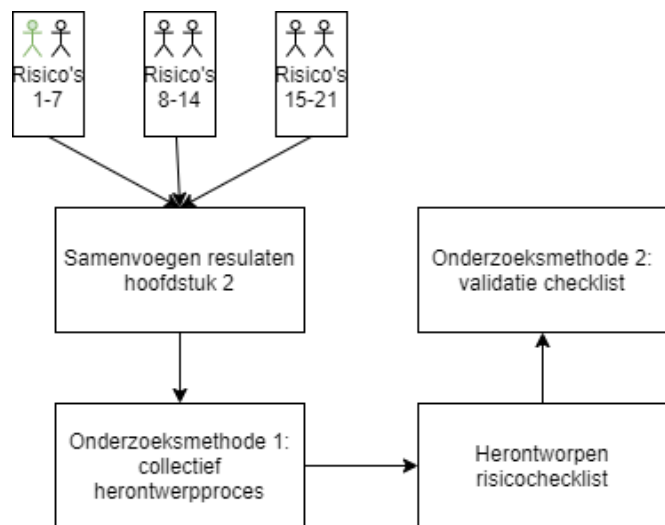 Risico's
1-7
Risico's
8-14
Risico's
15-21
Samenvoegen resulaten
hoofdstuk 2
Onderzoeksmethode 2:
validatie checklist
Onderzoeksmethode 1:
collectief
herontwerpproces
Herontworpen
risicochecklist